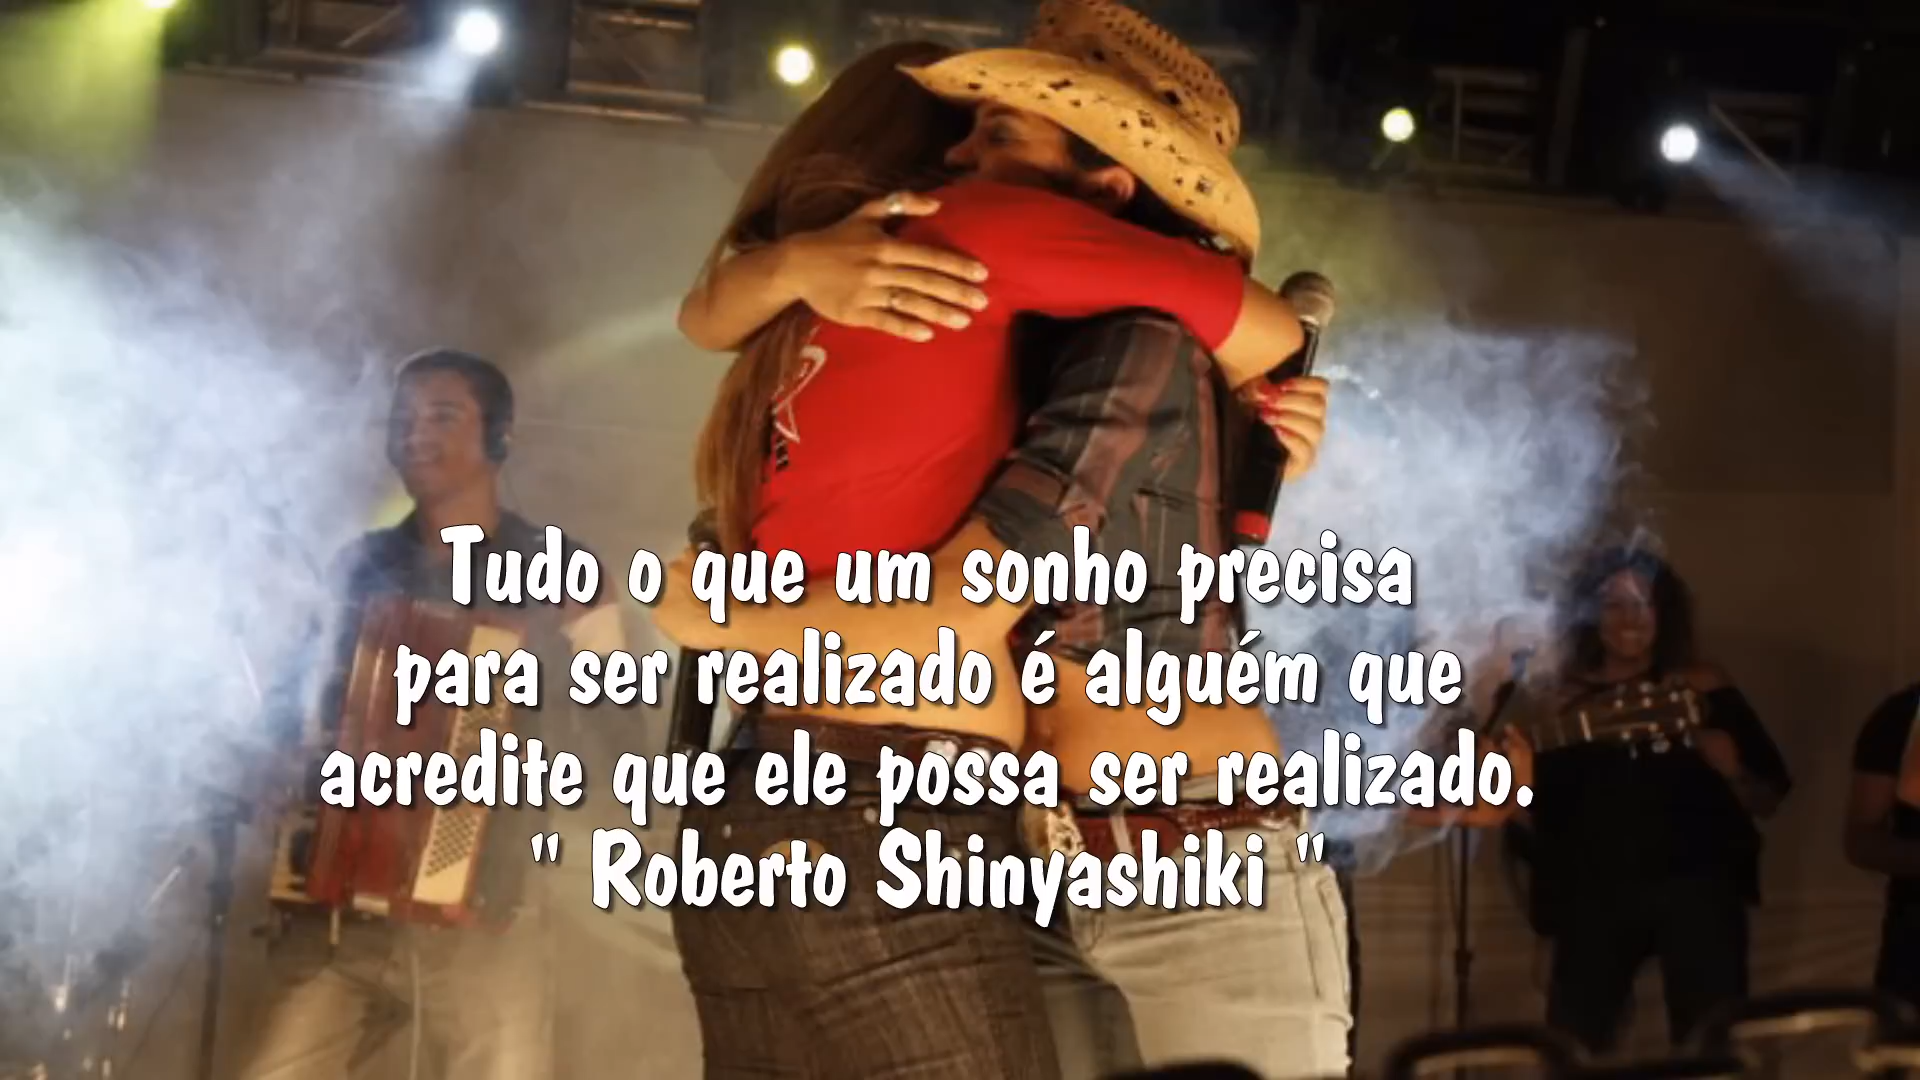 Tudo o que um sonho precisa
para ser realizado é alguém que
acredite que ele possa ser realizado.
" Roberto Shinyashiki "